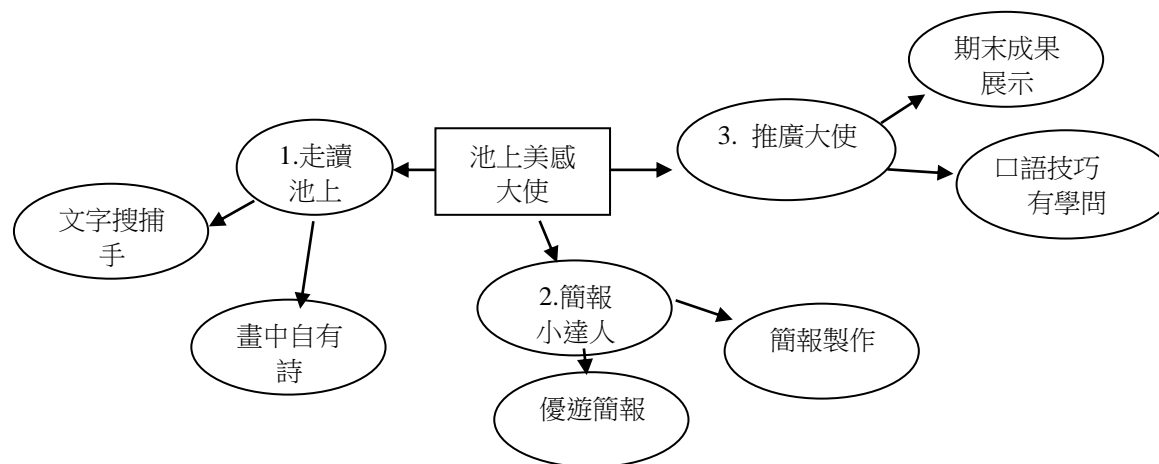 池上美感
大使
1.走讀
池上
文字搜捕
手
畫中自有
詩
2.簡報
小達人
優遊簡報
簡報製作
3. 推廣大使
期末成果
展示
口語技巧
有學問